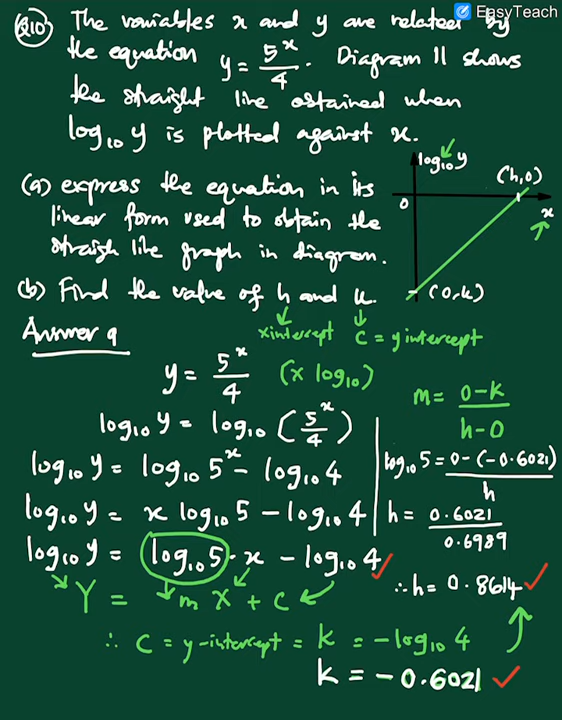 EasyTeach
Q10) The variables x and y are related by
the equation y = 5^x/4. Diagram 11 shows
the straight line obtained when
log₁₀ y is plotted against x.
log₁₀ y
(h,0)
0
x
(0,k)
(a) express the equation in its
linear form used to obtain the
straigh line graph in diagram.
(b) Find the value of h and k.
x intercept C = y intercept
Answer 9
y = 5^x/4 (x log₁₀)
log₁₀ y = log₁₀ (5^x/4)
log₁₀ y = log₁₀ 5^x - log₁₀ 4
log₁₀ y = x log₁₀ 5 - log₁₀ 4
log₁₀ y = log₁₀ 5 · x - log₁₀ 4 ✓
Y = m X + C
∴ C = y-intercept = k = -log₁₀ 4
k = -0.6021 ✓
m = 0-k/h-0
log₁₀ 5 = 0-(-0.6021)/h
h = 0.6021/0.6989
∴ h = 0.8614 ✓